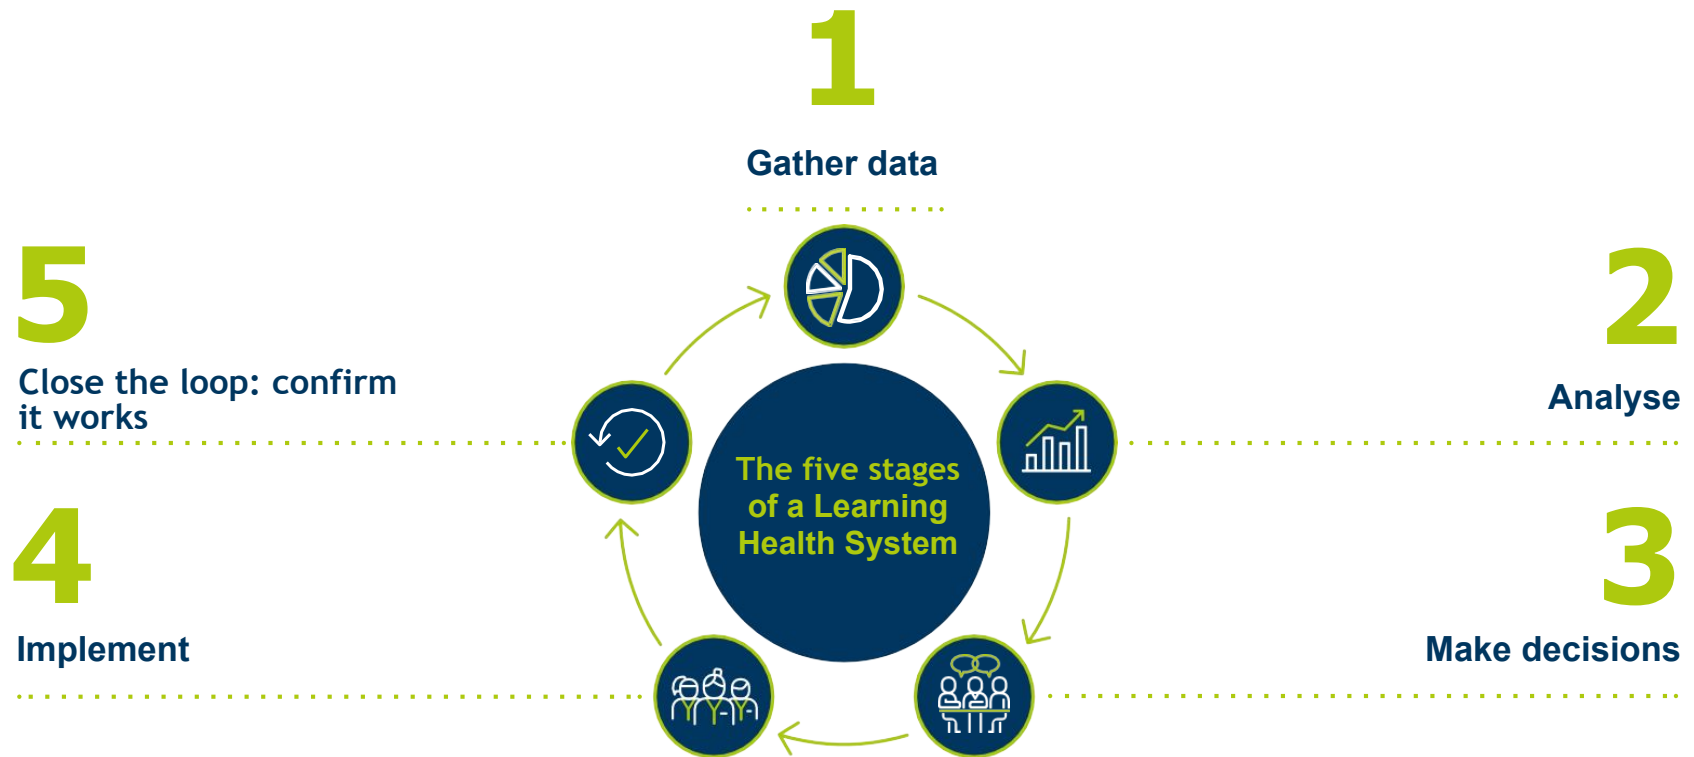 1
Gather data
2
Analyse
3
Make decisions
4
Implement
5
Close the loop: confirm
it works
The five stages
of a Learning
Health System